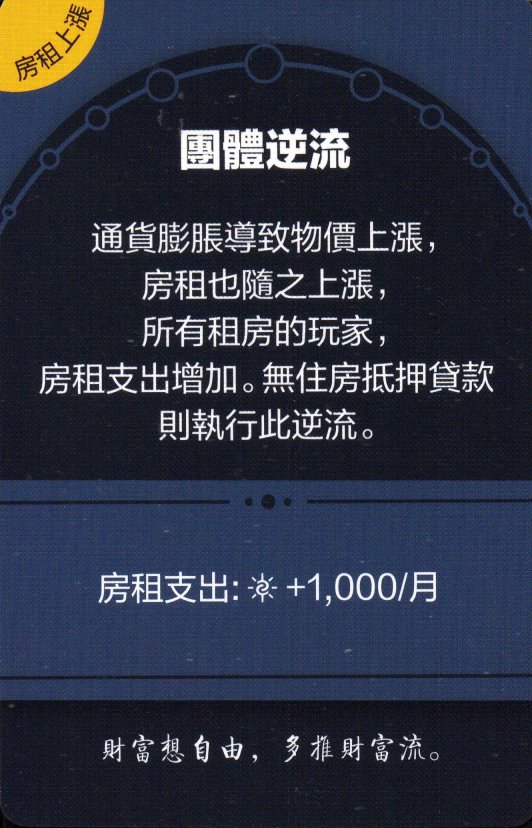 房租上漲
團體逆流
通貨膨脹導致物價上漲，
房租也隨之上漲，
所有租房的玩家，
房租支出增加。無住房抵押貸款
則執行此逆流。
房租支出: +1,000/月
財富想自由，多推財富流。